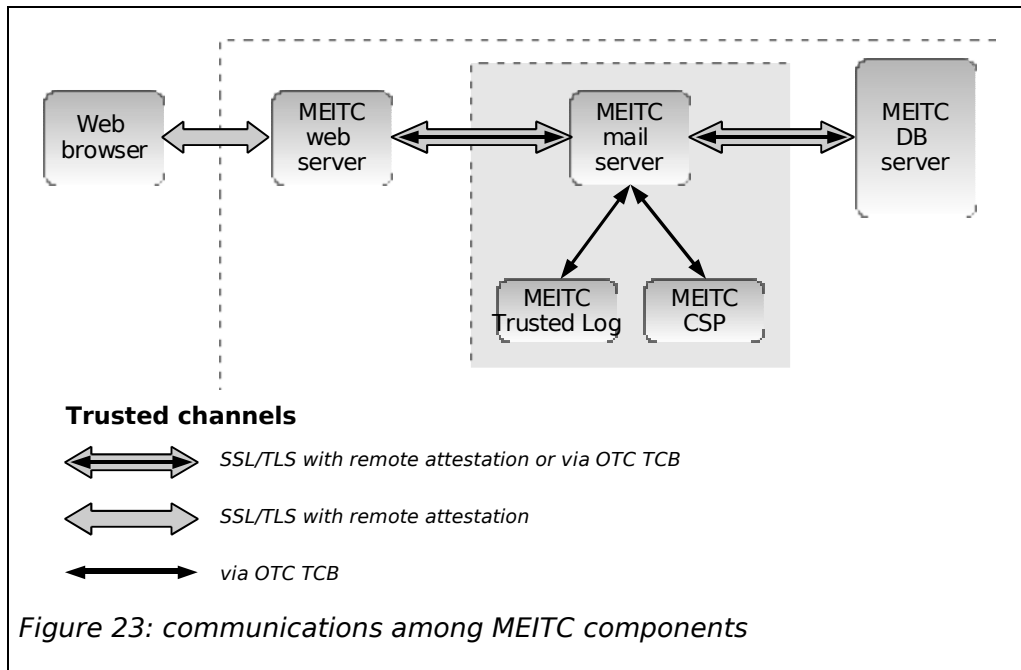 Web
browser
MEITC
web
server
MEITC
mail
server
MEITC
DB
server
MEITC
Trusted Log
MEITC
CSP
Trusted channels
SSL/TLS with remote attestation or via OTC TCB
SSL/TLS with remote attestation
via OTC TCB
Figure 23: communications among MEITC components